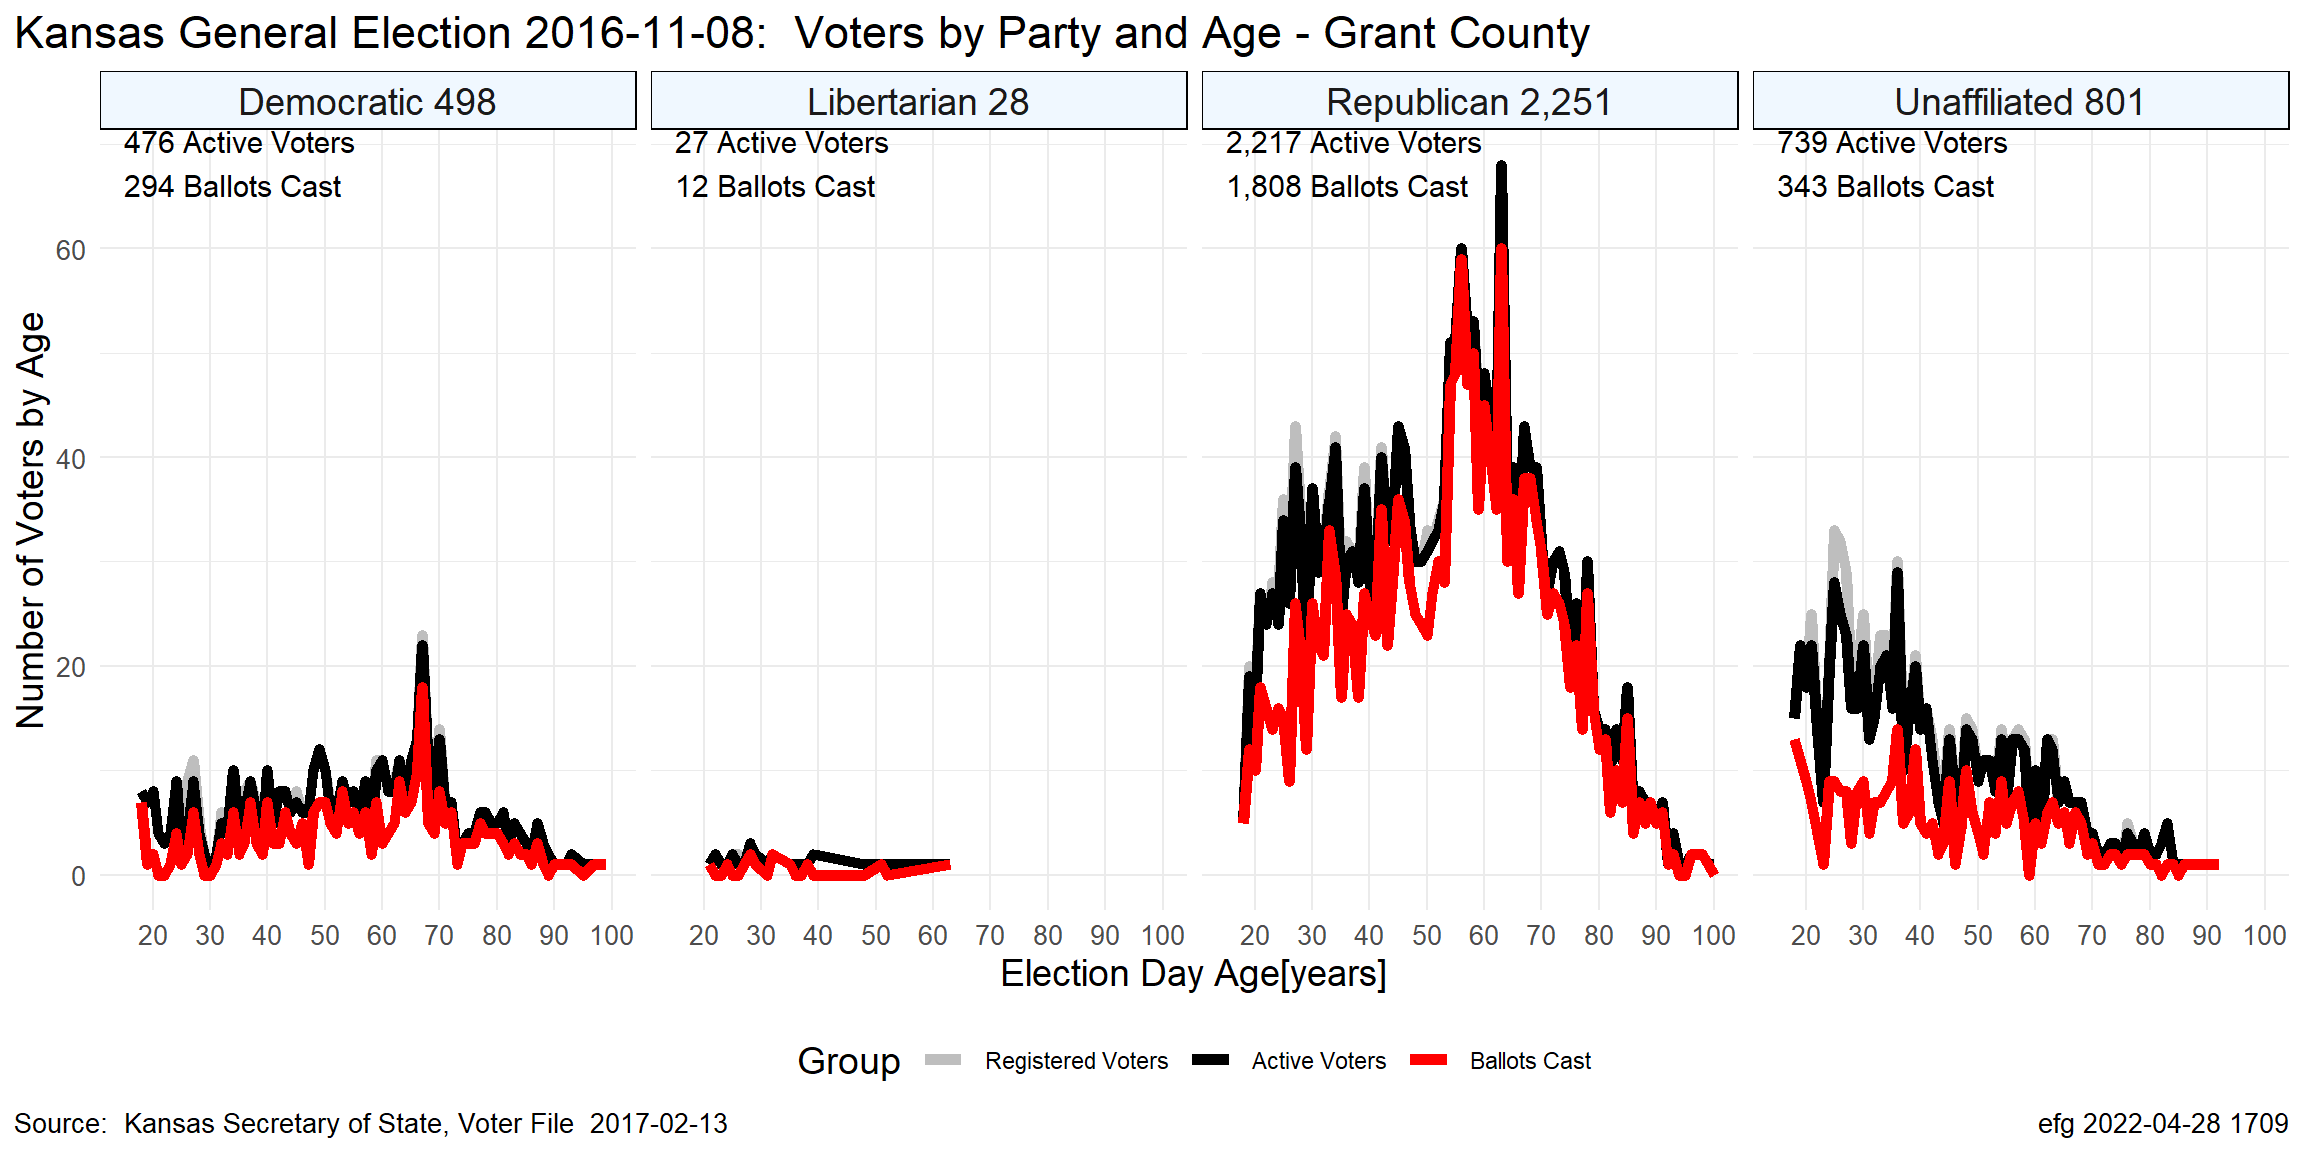 Kansas General Election 2016-11-08:  Voters by Party and Age - Grant County
Democratic 498
Libertarian 28
Republican 2,251
Unaffiliated 801
476 Active Voters
294 Ballots Cast
27 Active Voters
12 Ballots Cast
2,217 Active Voters
1,808 Ballots Cast
739 Active Voters
343 Ballots Cast
Number of Voters by Age
60
40
20
0
20 30 40 50 60 70 80 90 100
20 30 40 50 60 70 80 90 100
20 30 40 50 60 70 80 90 100
20 30 40 50 60 70 80 90 100
Election Day Age[years]
Group Registered Voters Active Voters Ballots Cast
Source:  Kansas Secretary of State, Voter File  2017-02-13
efg 2022-04-28 1709